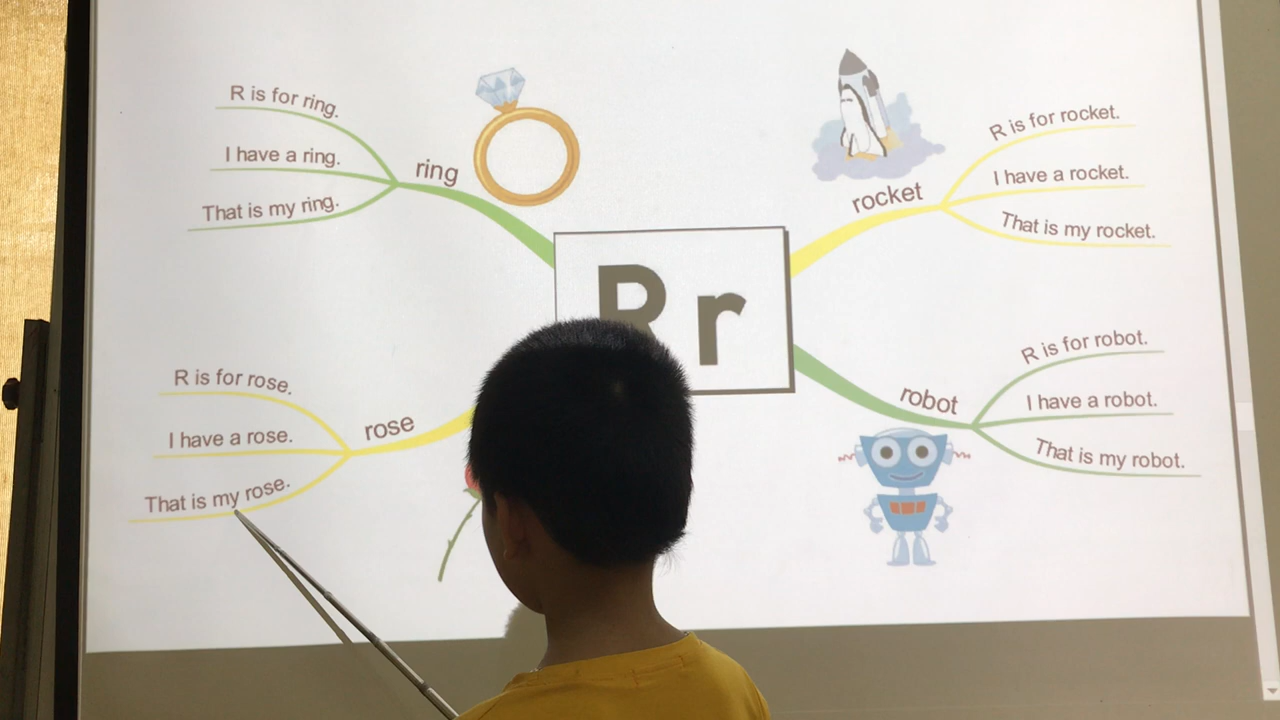 R is for ring.
I have a ring.
That is my ring.
ring
R is for rocket.
I have a rocket.
That is my rocket.
rocket
R r
R is for rose.
I have a rose.
That is my rose.
rose
R is for robot.
I have a robot.
That is my robot.
robot